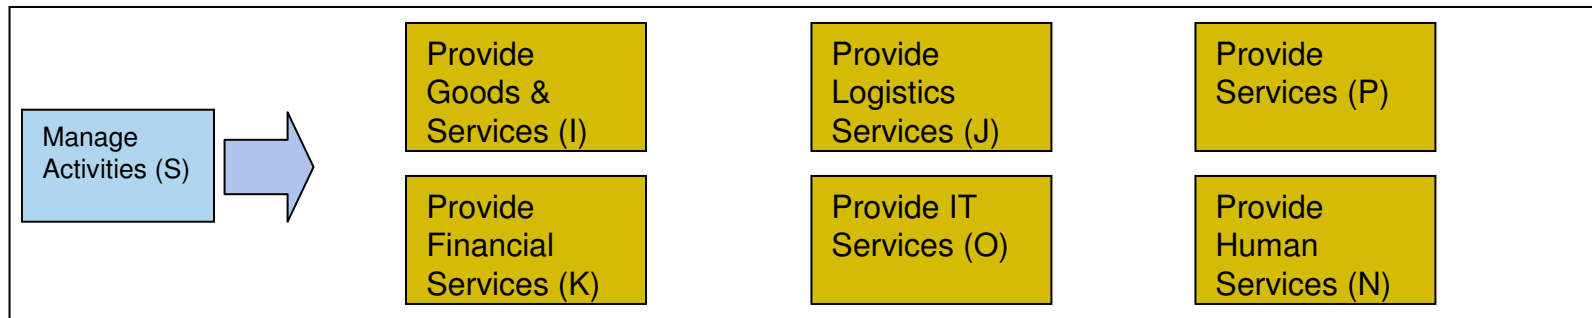 Manage
Activities (S)
Provide
Goods &
Services (I)
Provide
Logistics
Services (J)
Provide
Services (P)
Provide
Financial
Services (K)
Provide IT
Services (O)
Provide
Human
Services (N)